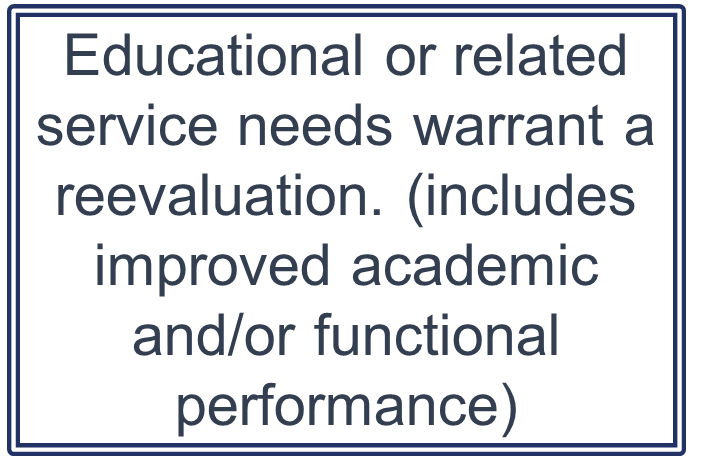 Educational or related
service needs warrant a
reevaluation. (includes
improved academic
and/or functional
performance)